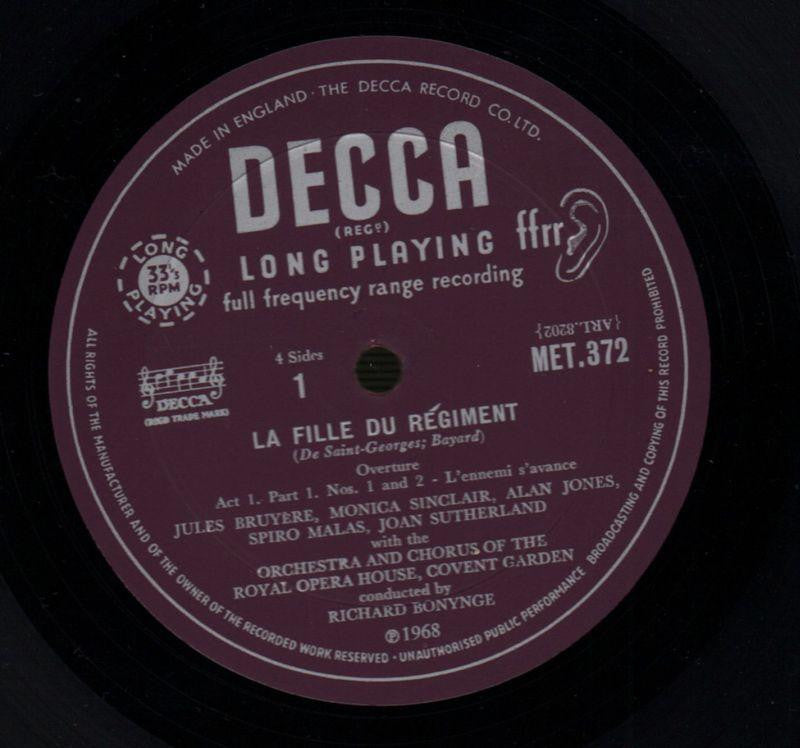 MADE IN ENGLAND · THE DECCA RECORD CO. LTD.
DECCA
(REGD)
LONG PLAYING
ffrr
full frequency range recording
LONG
33⅓
RPM
PLAYING
{ARL.8202}
MET.372
4 Sides
1
DECCA
(REGD TRADE MARK)
LA FILLE DU RÉGIMENT
(De Saint-Georges; Bayard)
Overture
Act 1. Part 1. Nos. 1 and 2 - L'ennemi s'avance
JULES BRUYÈRE, MONICA SINCLAIR, ALAN JONES,
SPIRO MALAS, JOAN SUTHERLAND
with the
ORCHESTRA AND CHORUS OF THE
ROYAL OPERA HOUSE, COVENT GARDEN
conducted by
RICHARD BONYNGE
℗1968
ALL RIGHTS OF THE MANUFACTURER AND OF THE OWNER OF THE RECORDED WORK RESERVED · UNAUTHORISED PUBLIC PERFORMANCE BROADCASTING AND COPYING OF THIS RECORD PROHIBITED